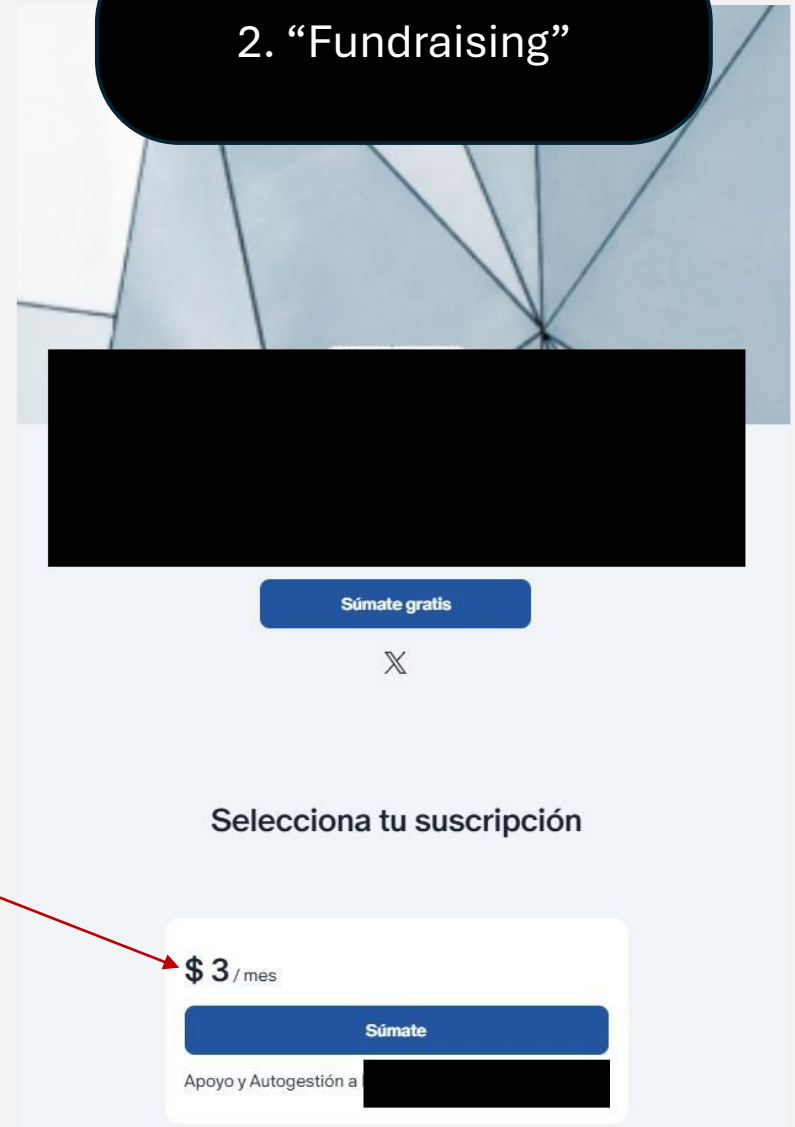 2. “Fundraising”
Súmate gratis
𝕏
Selecciona tu suscripción
$ 3 / mes
Súmate
Apoyo y Autogestión a